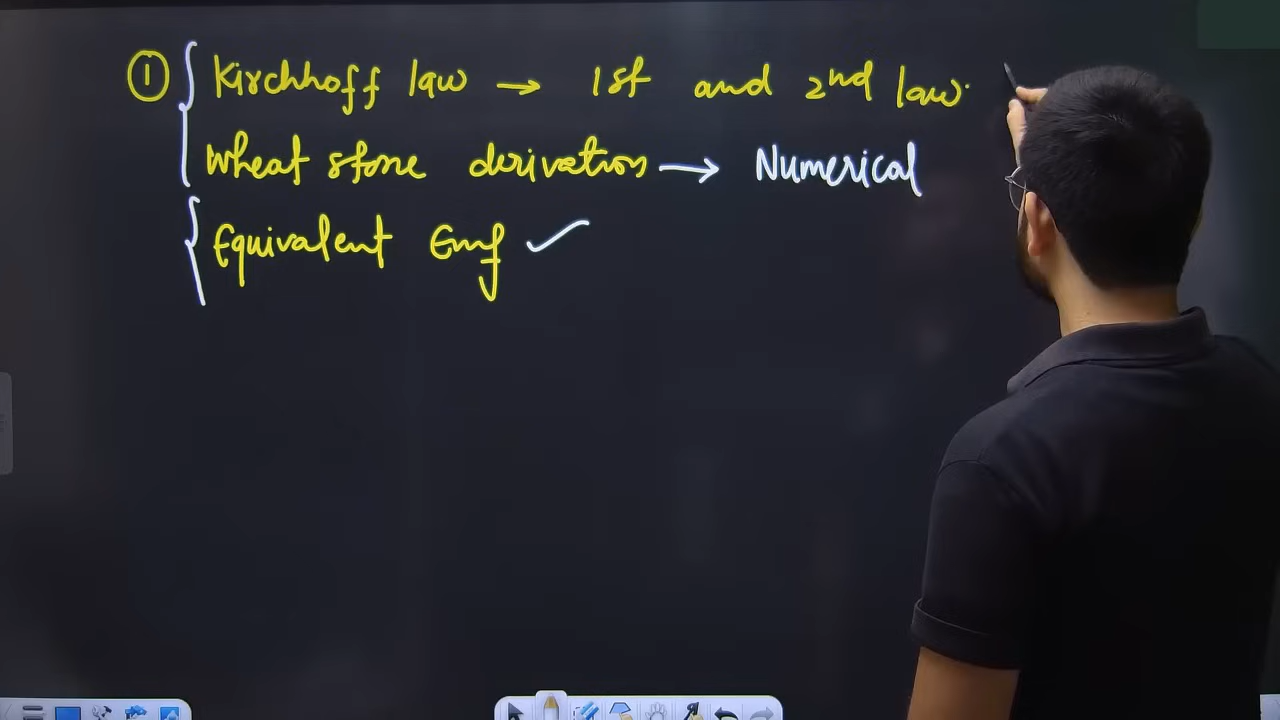 ① Kirchhoff law → 1st and 2nd law.
Wheat stone derivation → Numerical
Equivalent Emf ✓